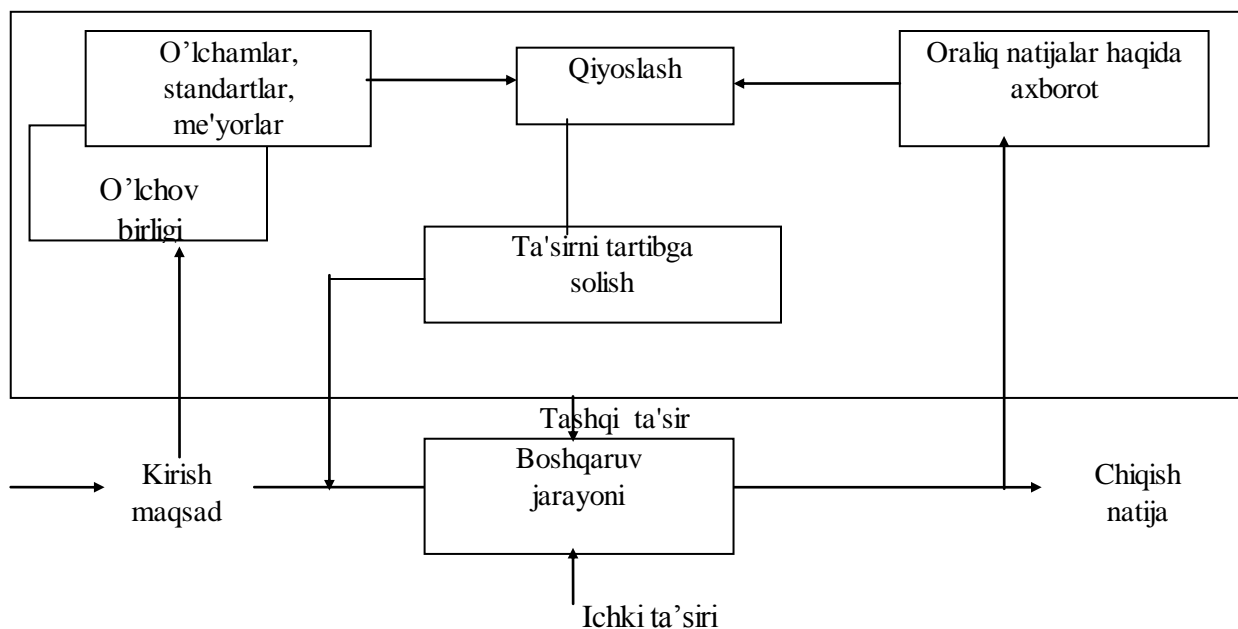 O’lchamlar,
standartlar,
me'yorlar
Qiyoslash
Oraliq natijalar haqida
axborot
O’lchov
birligi
Ta'sirni tartibga
solish
Tashqi ta'sir
Kirish
maqsad
Boshqaruv
jarayoni
Chiqish
natija
Ichki ta’siri